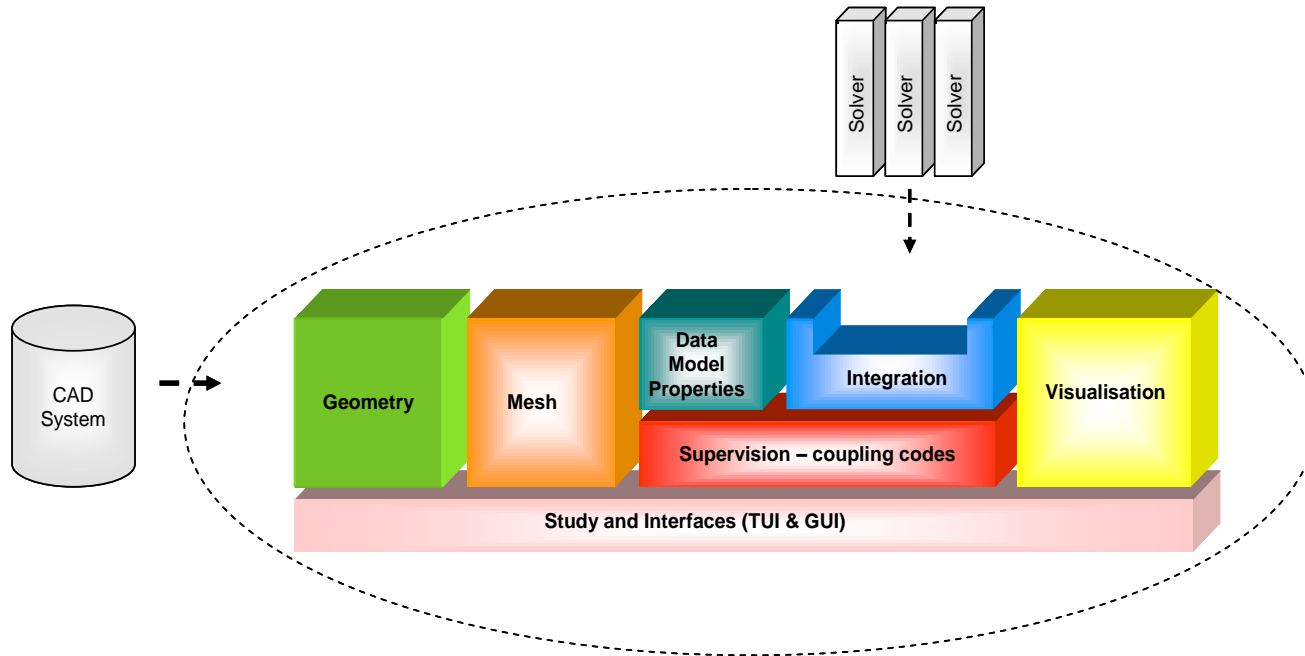 Solver
Solver
Solver
CAD
System
Geometry
Mesh
Data
Model
Properties
Integration
Visualisation
Supervision – coupling codes
Study and Interfaces (TUI & GUI)